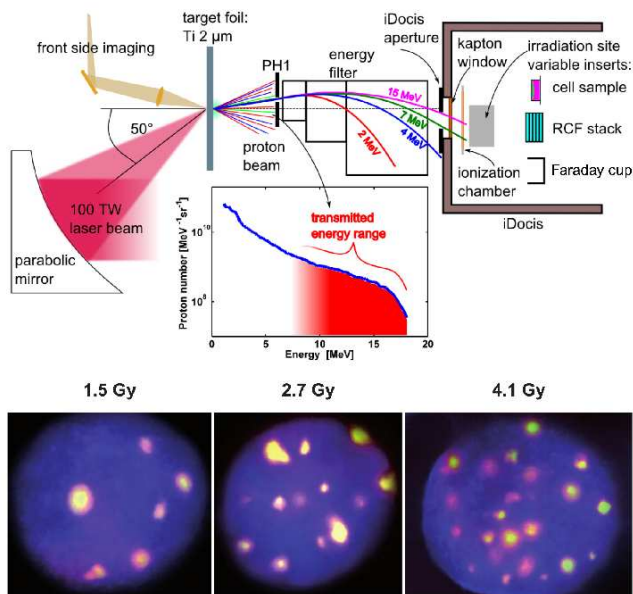 front side imaging
target foil:
Ti 2 μm
PH1
energy
filter
iDocis
aperture
kapton
window
irradiation site
variable inserts:
cell sample
RCF stack
Faraday cup
15 MeV
7 MeV
4 MeV
2 MeV
50°
proton
beam
100 TW
laser beam
parabolic
mirror
ionization
chamber
iDocis
transmitted
energy range
Proton number [MeV⁻¹sr⁻¹]
10¹⁰
10⁸
0 5 10 15 20
Energy [MeV]
1.5 Gy 2.7 Gy 4.1 Gy